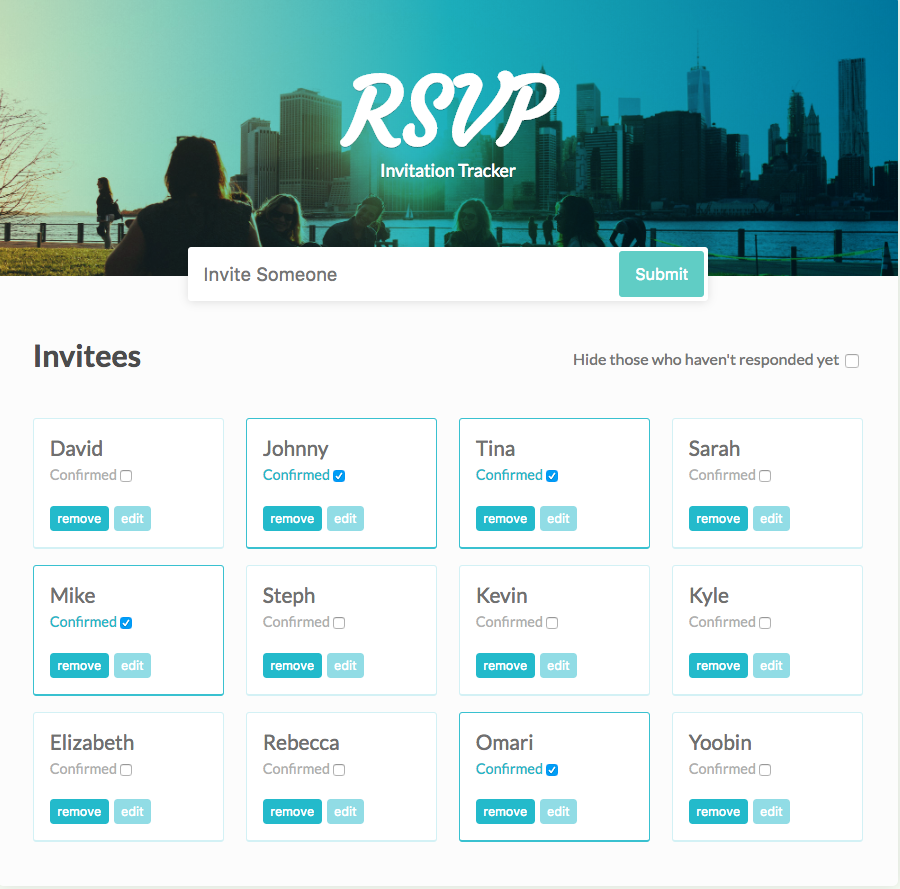 RSVP
Invitation Tracker
Invite Someone Submit
Invitees Hide those who haven't responded yet
David Johnny Tina Sarah
Confirmed Confirmed Confirmed Confirmed
remove edit remove edit remove edit remove edit
Mike Steph Kevin Kyle
Confirmed Confirmed Confirmed Confirmed
remove edit remove edit remove edit remove edit
Elizabeth Rebecca Omari Yoobin
Confirmed Confirmed Confirmed Confirmed
remove edit remove edit remove edit remove edit